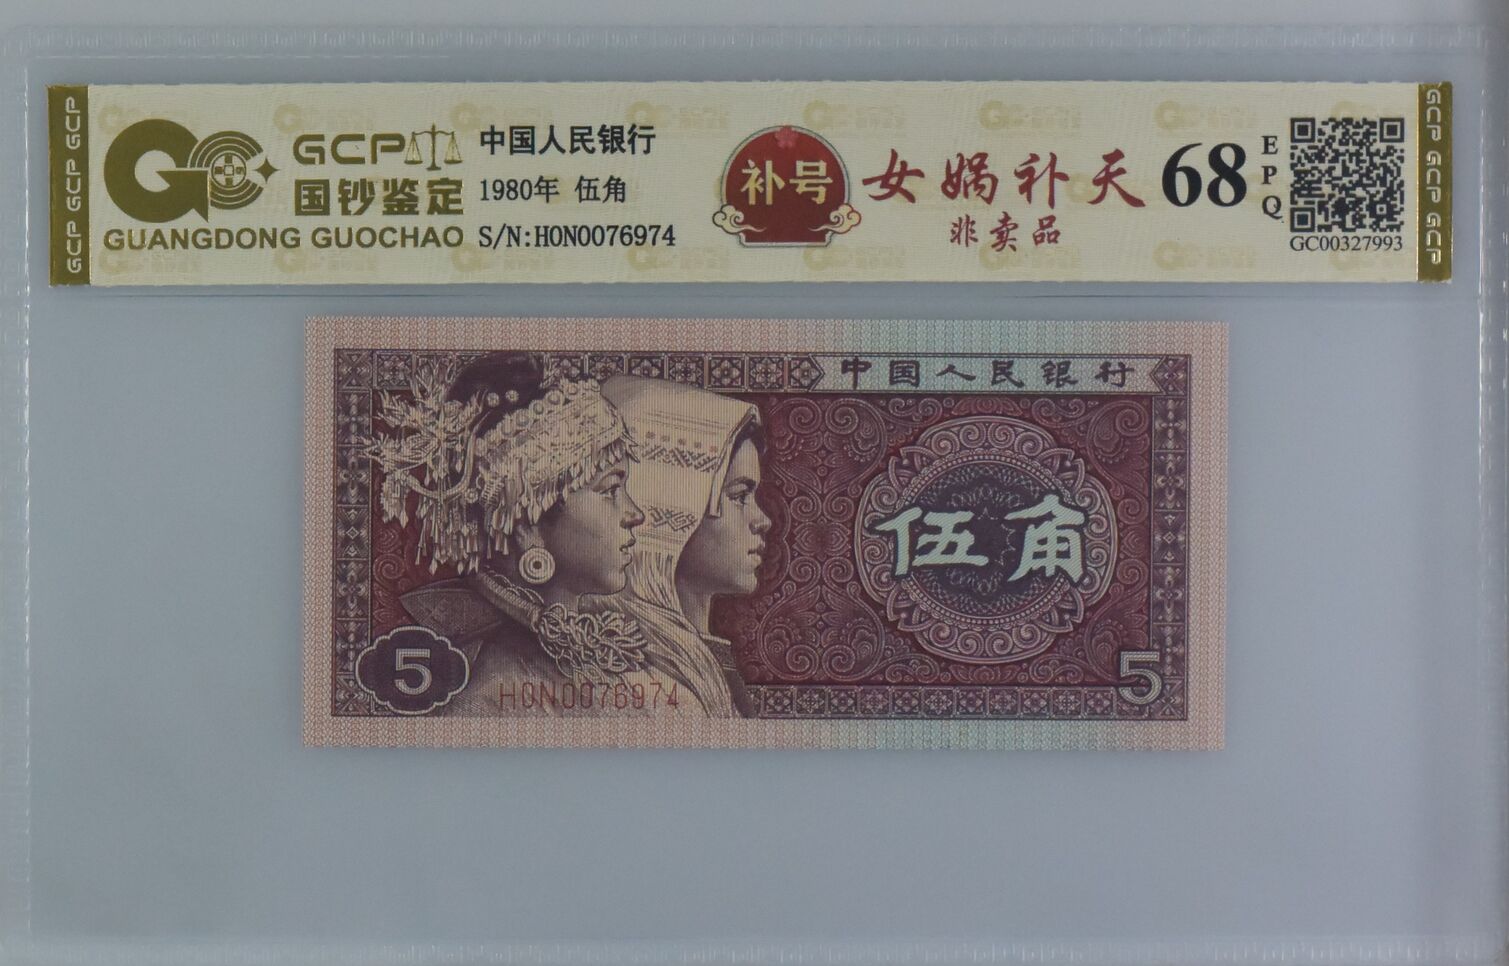 GCP GCP GCP
GCP
国钞鉴定
GUANGDONG GUOCHAO
中国人民银行
1980年 伍角
S/N:H0N0076974
补号
女娲补天
非卖品
68
EPQ
GC00327993
GCP GCP GCP
中国人民银行
伍角
5
H0N0076974
5